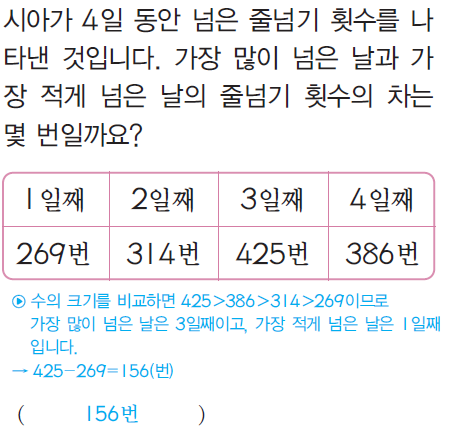 시아가 4일 동안 넘은 줄넘기 횟수를 나
타낸 것입니다. 가장 많이 넘은 날과 가
장 적게 넘은 날의 줄넘기 횟수의 차는
몇 번일까요?
1일째 2일째 3일째 4일째
269번 314번 425번 386번
▶ 수의 크기를 비교하면 425>386>314>269이므로
가장 많이 넘은 날은 3일째이고, 가장 적게 넘은 날은 1일째
입니다.
→ 425-269=156(번)
( 156번 )